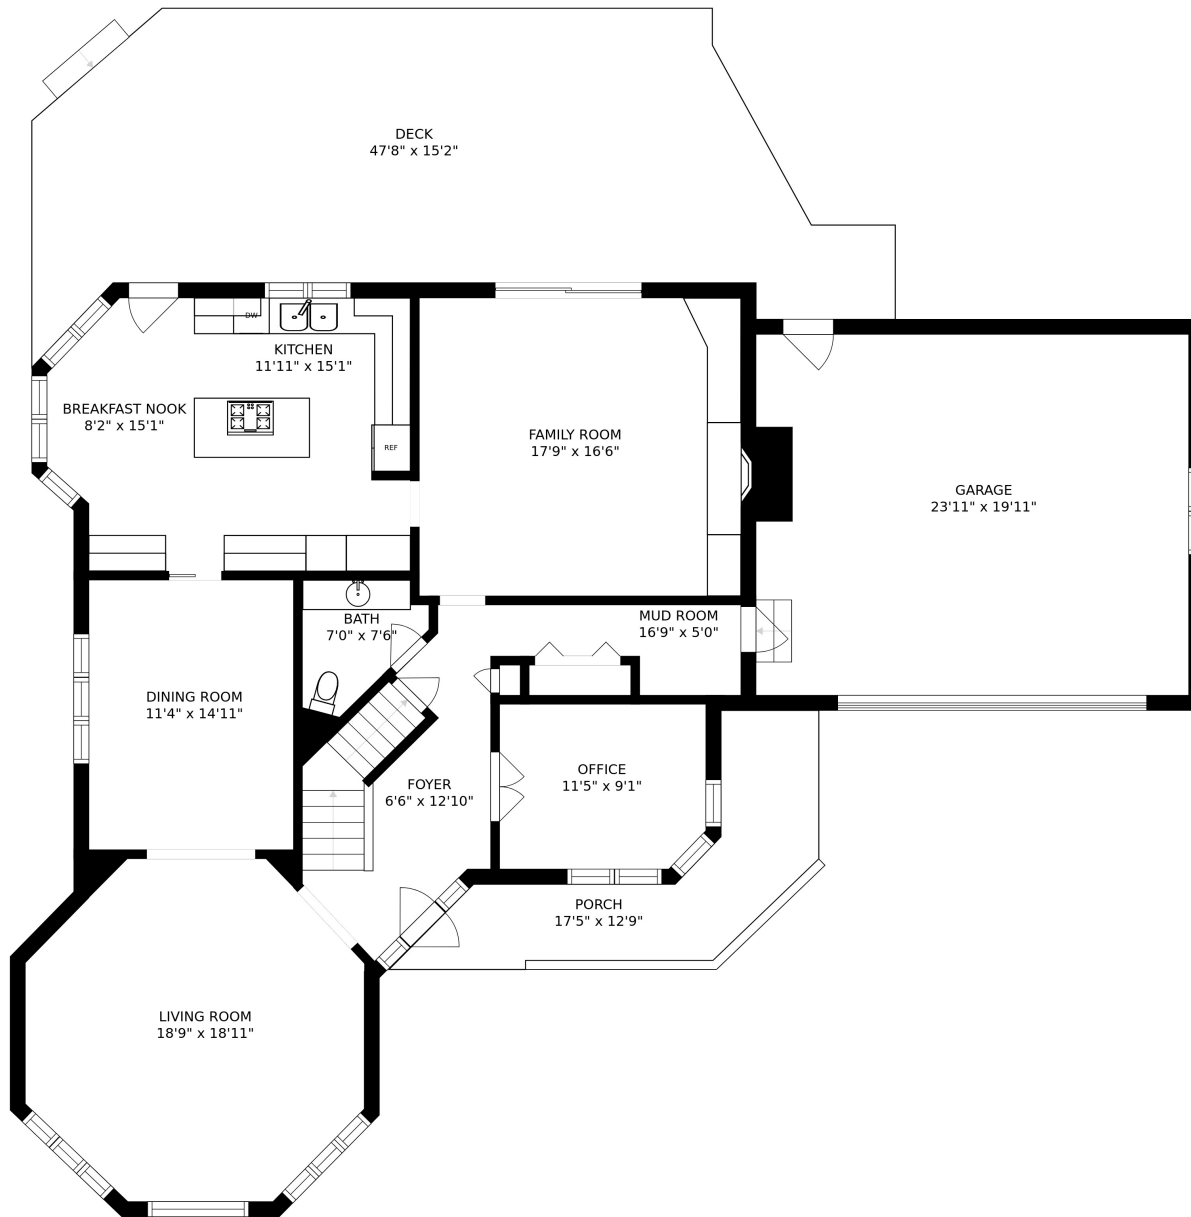 DECK
47'8" x 15'2"
DW
KITCHEN
11'11" x 15'1"
BREAKFAST NOOK
8'2" x 15'1"
REF
FAMILY ROOM
17'9" x 16'6"
GARAGE
23'11" x 19'11"
BATH
7'0" x 7'6"
MUD ROOM
16'9" x 5'0"
DINING ROOM
11'4" x 14'11"
FOYER
6'6" x 12'10"
OFFICE
11'5" x 9'1"
PORCH
17'5" x 12'9"
LIVING ROOM
18'9" x 18'11"